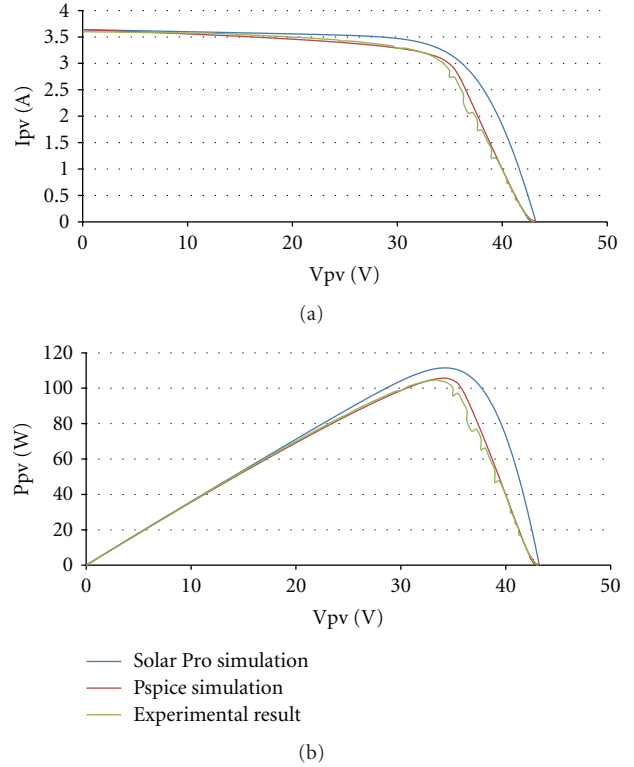 4
3.5
3
2.5
2
1.5
1
0.5
0
Ipv (A)
0 10 20 30 40 50
Vpv (V)
(a)
120
100
80
60
40
20
0
Ppv (W)
0 10 20 30 40 50
Vpv (V)
Solar Pro simulation
Pspice simulation
Experimental result
(b)